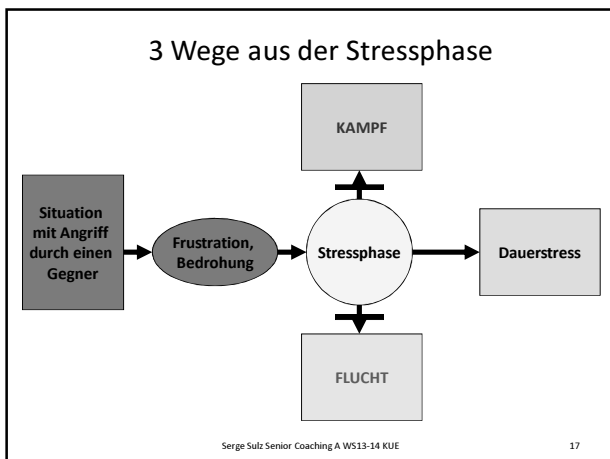 3 Wege aus der Stressphase
KAMPF
Situation
mit Angriff
durch einen
Gegner
Frustration,
Bedrohung
Stressphase
Dauerstress
FLUCHT
Serge Sulz Senior Coaching A WS13-14 KUE
17